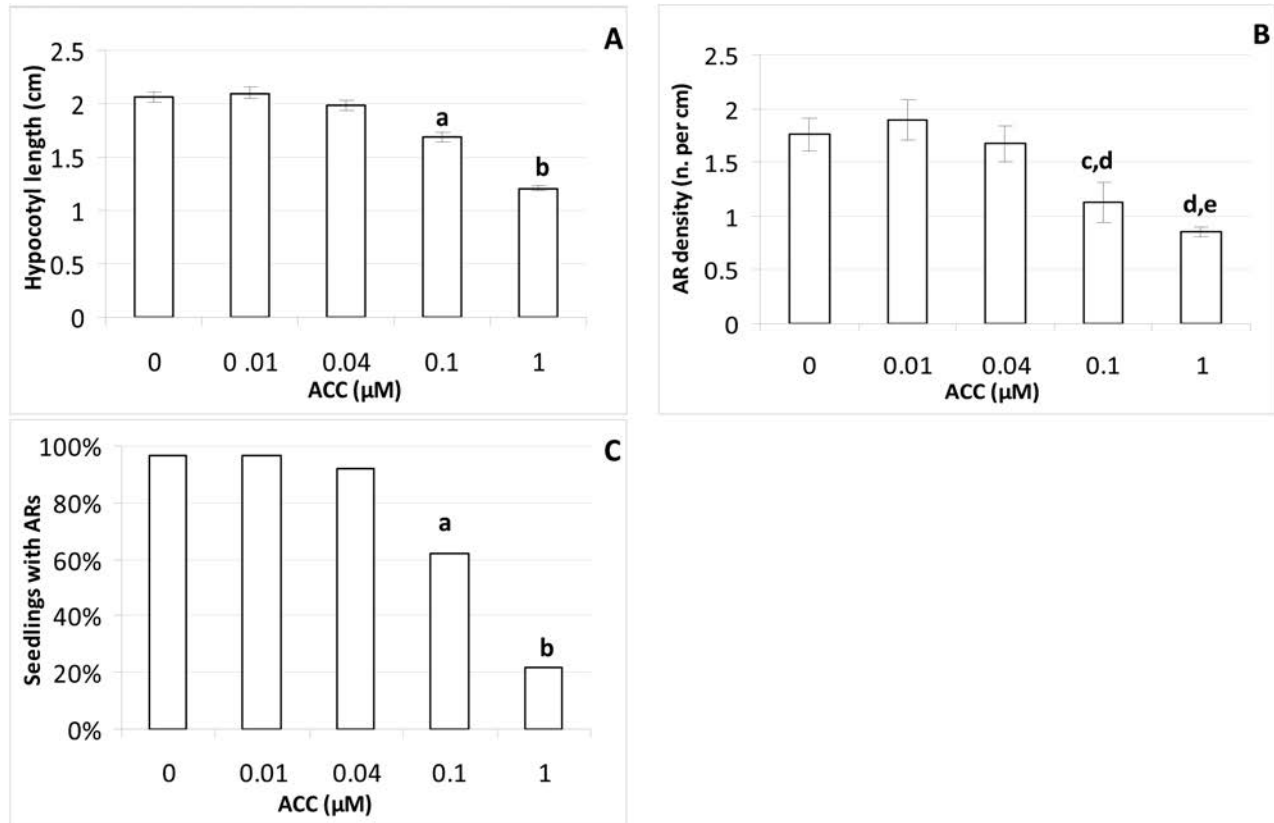 A
Hypocotyl length (cm)
2.5
2
1.5
1
0.5
0
a
b
0 0 .01 0.04 0.1 1
ACC (µM)
B
AR density (n. per cm)
2.5
2
1.5
1
0.5
0
c,d
d,e
0 0.01 0.04 0.1 1
ACC (µM)
C
Seedlings with ARs
100%
80%
60%
40%
20%
0%
a
b
0 0.01 0.04 0.1 1
ACC (µM)